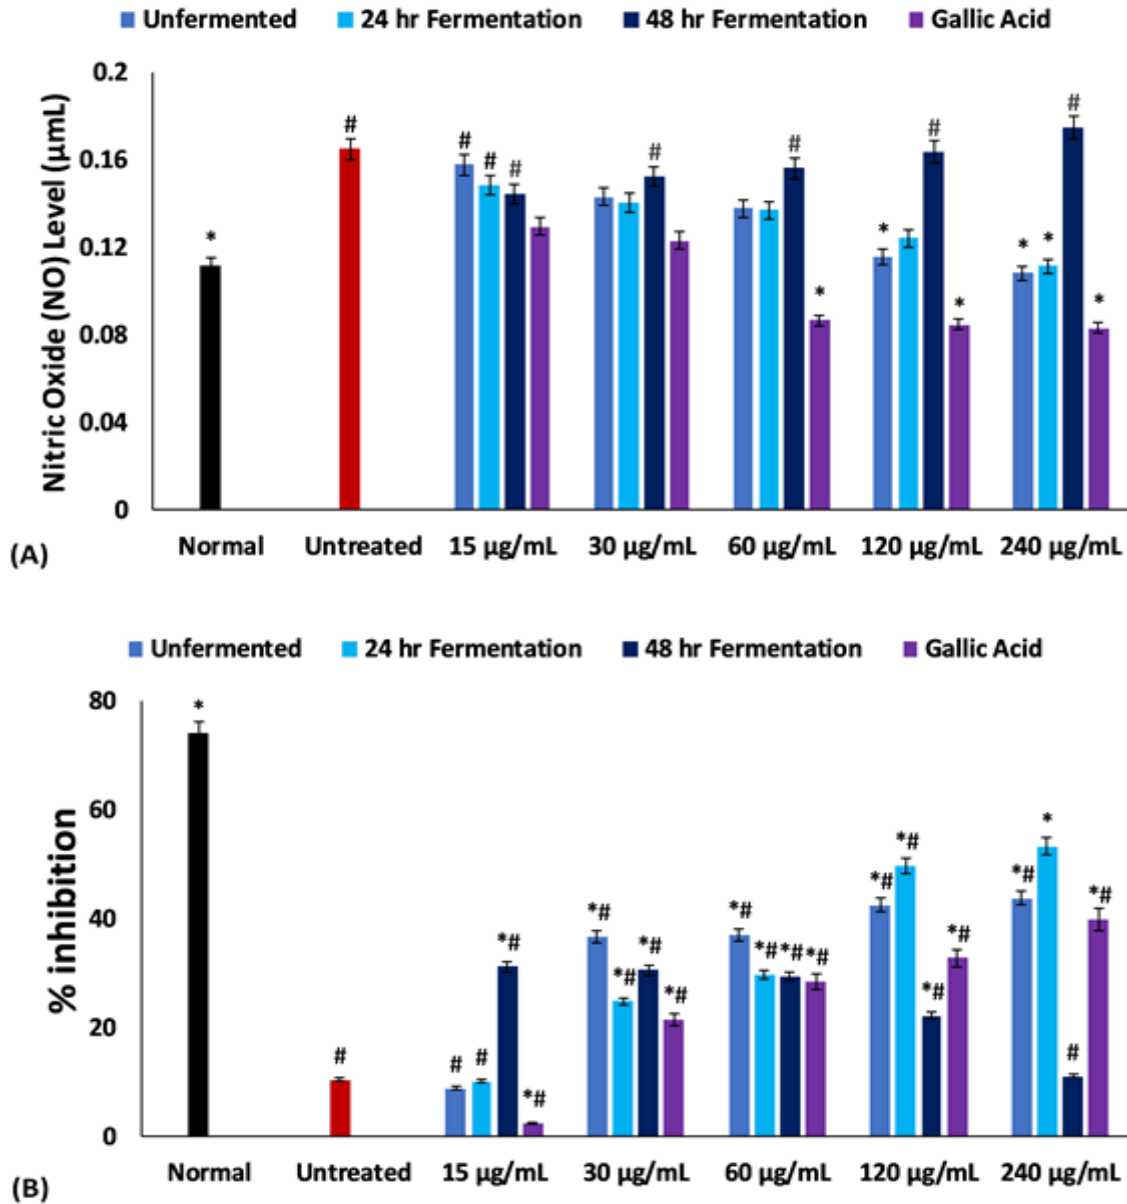 Unfermented 24 hr Fermentation 48 hr Fermentation Gallic Acid
Nitric Oxide (NO) Level (µmL)
0.2
0.16
0.12
0.08
0.04
0
* # # # # # # # * * # * * * # *
Normal Untreated 15 µg/mL 30 µg/mL 60 µg/mL 120 µg/mL 240 µg/mL
(A)
Unfermented 24 hr Fermentation 48 hr Fermentation Gallic Acid
% inhibition
80
60
40
20
0
* # # # *# *# *# *# *# *# *# *# *# *# *# *# *# *# * # *#
Normal Untreated 15 µg/mL 30 µg/mL 60 µg/mL 120 µg/mL 240 µg/mL
(B)